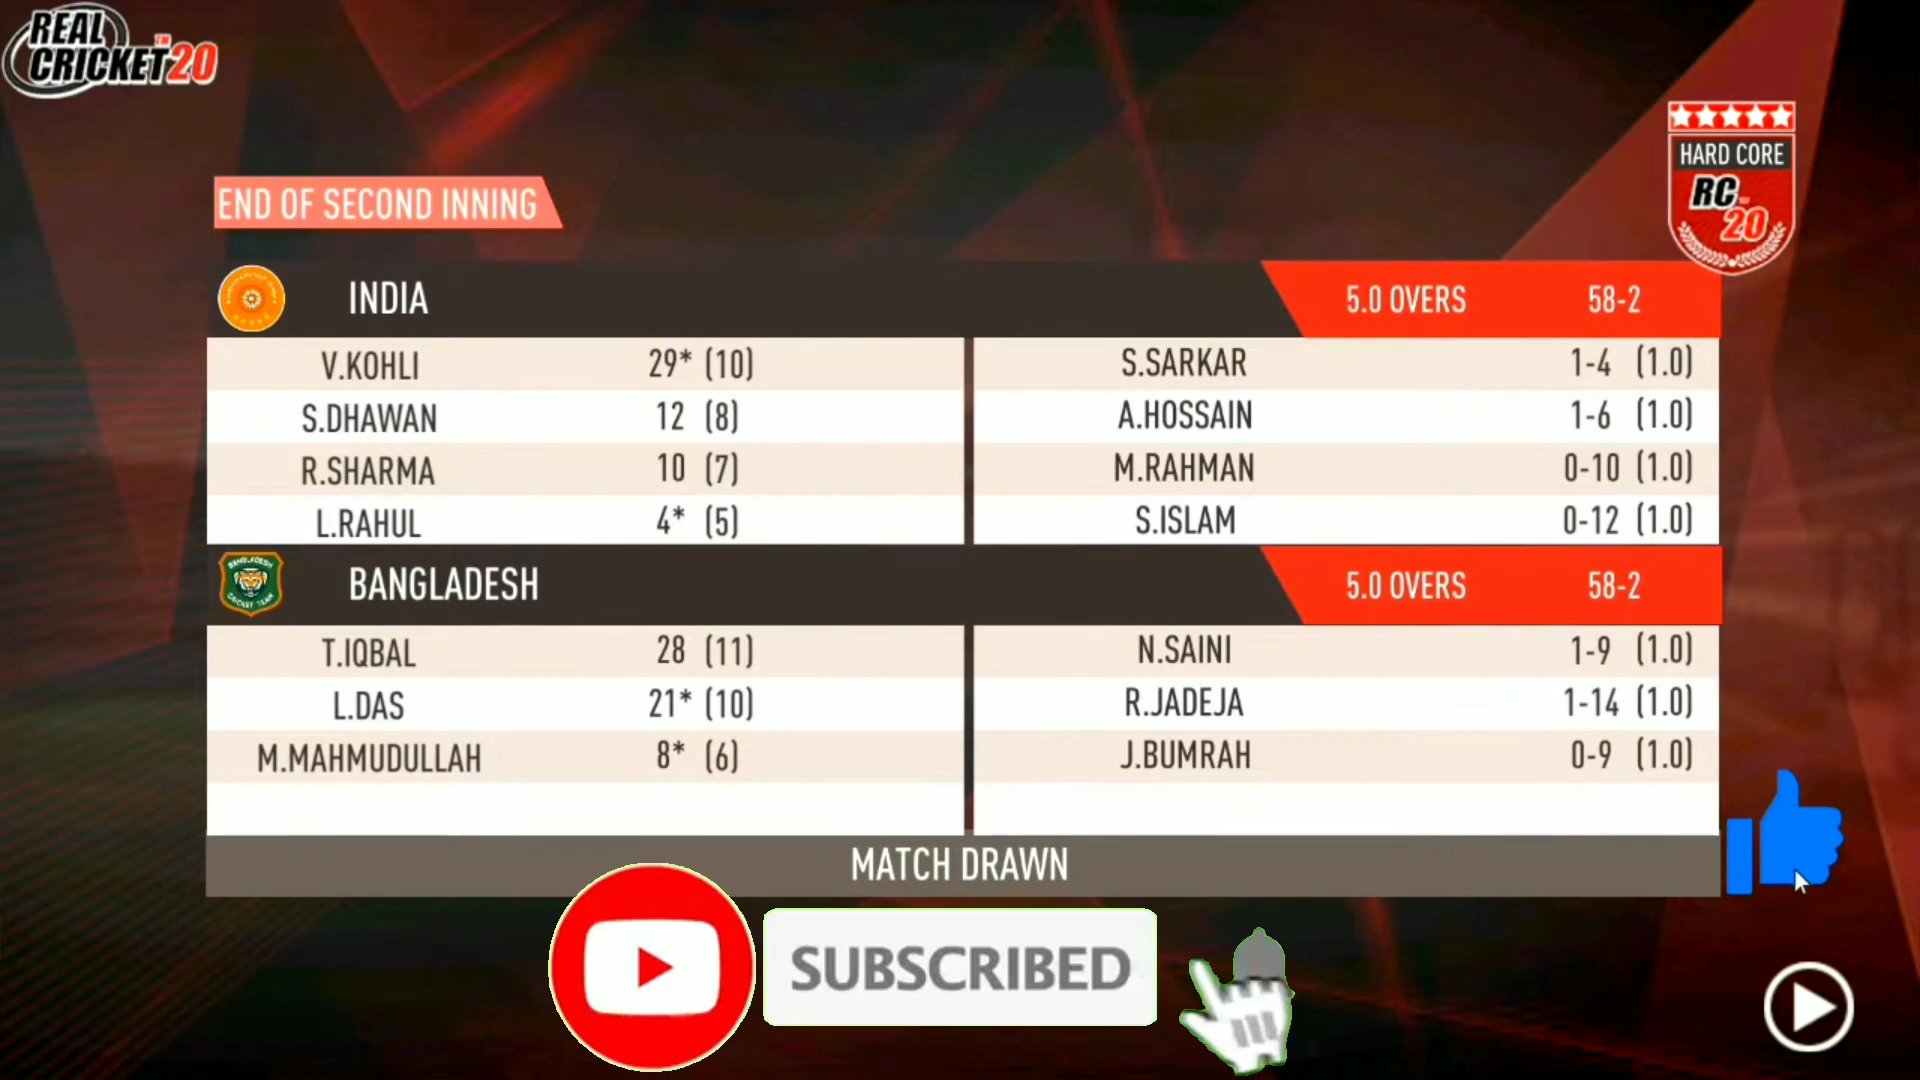 REAL
CRICKET™20
HARD CORE
RC
20
END OF SECOND INNING
INDIA 5.0 OVERS 58-2
V.KOHLI 29* (10) S.SARKAR 1-4 (1.0)
S.DHAWAN 12 (8) A.HOSSAIN 1-6 (1.0)
R.SHARMA 10 (7) M.RAHMAN 0-10 (1.0)
L.RAHUL 4* (5) S.ISLAM 0-12 (1.0)
BANGLADESH
CRICKET TEAM
BANGLADESH 5.0 OVERS 58-2
T.IQBAL 28 (11) N.SAINI 1-9 (1.0)
L.DAS 21* (10) R.JADEJA 1-14 (1.0)
M.MAHMUDULLAH 8* (6) J.BUMRAH 0-9 (1.0)
MATCH DRAWN
SUBSCRIBED